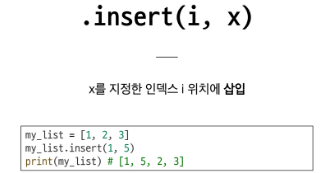 .insert(i, x)
x를 지정한 인덱스 i 위치에 삽입
my_list = [1, 2, 3]
my_list.insert(1, 5)
print(my_list) # [1, 5, 2, 3]